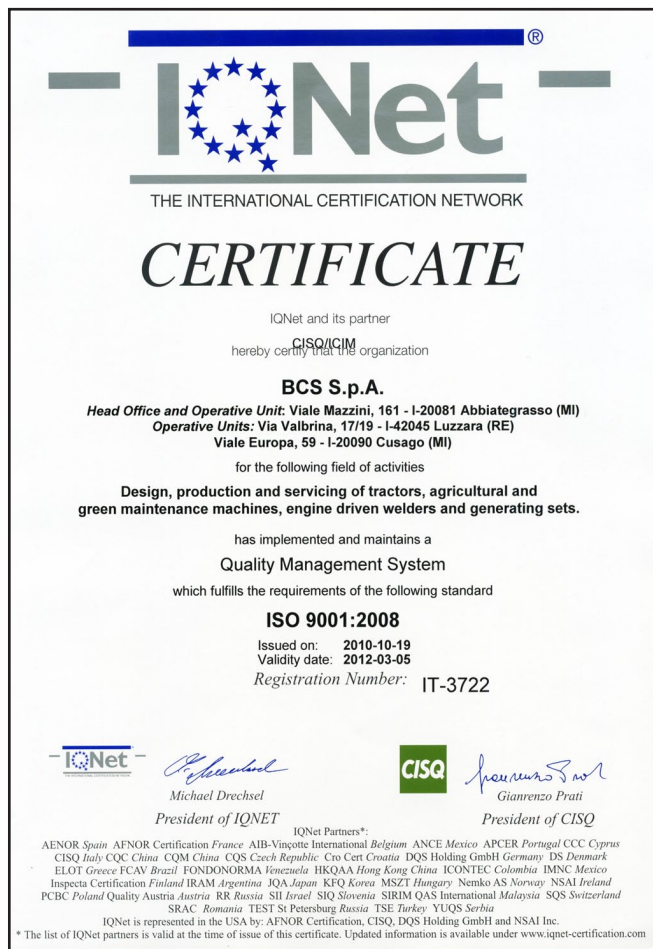 IQNet ®
THE INTERNATIONAL CERTIFICATION NETWORK
CERTIFICATE
IQNet and its partner
CISQ/ICIM
hereby certify that the organization
BCS S.p.A.
Head Office and Operative Unit: Viale Mazzini, 161 - I-20081 Abbiategrasso (MI)
Operative Units: Via Valbrina, 17/19 - I-42045 Luzzara (RE)
Viale Europa, 59 - I-20090 Cusago (MI)
for the following field of activities
Design, production and servicing of tractors, agricultural and
green maintenance machines, engine driven welders and generating sets.
has implemented and maintains a
Quality Management System
which fulfills the requirements of the following standard
ISO 9001:2008
Issued on: 2010-10-19
Validity date: 2012-03-05
Registration Number: IT-3722
IQNet
THE INTERNATIONAL CERTIFICATION NETWORK
CISQ
Michael Drechsel
Gianrenzo Prati
President of IQNET
President of CISQ
IQNet Partners*:
AENOR Spain AFNOR Certification France AIB-Vinçotte International Belgium ANCE Mexico APCER Portugal CCC Cyprus
CISQ Italy CQC China CQM China CQS Czech Republic Cro Cert Croatia DQS Holding GmbH Germany DS Denmark
ELOT Greece FCAV Brazil FONDONORMA Venezuela HKQAA Hong Kong China ICONTEC Colombia IMNC Mexico
Inspecta Certification Finland IRAM Argentina JQA Japan KFQ Korea MSZT Hungary Nemko AS Norway NSAI Ireland
PCBC Poland Quality Austria Austria RR Russia SII Israel SIQ Slovenia SIRIM QAS International Malaysia SQS Switzerland
SRAC Romania TEST St Petersburg Russia TSE Turkey YUQS Serbia
IQNet is represented in the USA by: AFNOR Certification, CISQ, DQS Holding GmbH and NSAI Inc.
* The list of IQNet partners is valid at the time of issue of this certificate. Updated information is available under www.iqnet-certification.com